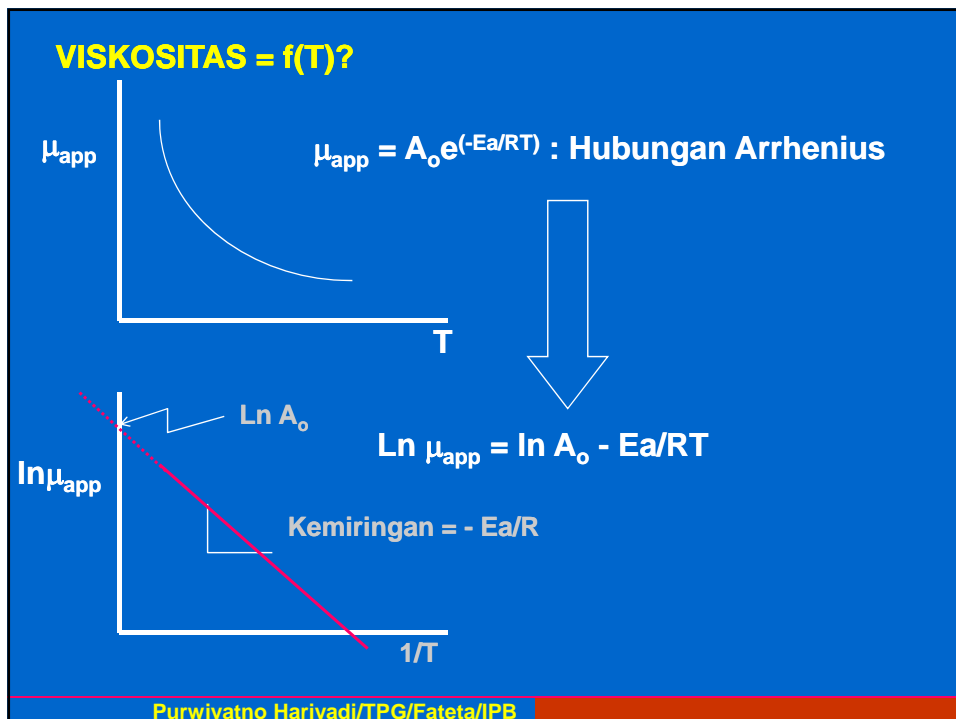 VISKOSITAS = f(T)?
μapp
μapp = Aoe(-Ea/RT) : Hubungan Arrhenius
T
Ln Ao
Ln μapp = ln Ao - Ea/RT
lnμapp
Kemiringan = - Ea/R
1/T
Purwiyatno Hariyadi/TPG/Fateta/IPB